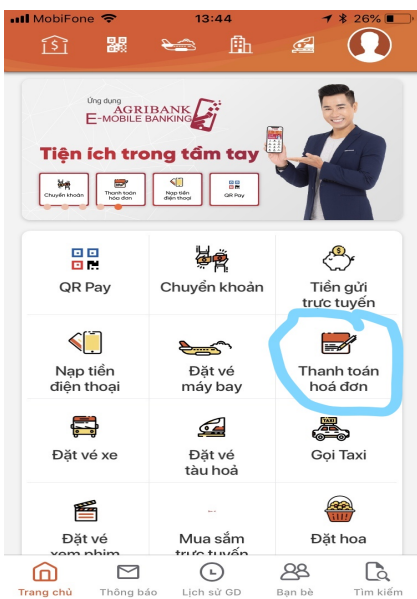 MobiFone
13:44
26%
Ứng dụng
AGRIBANK
E-MOBILE BANKING
Tiện ích trong tầm tay
Chuyển khoản
Thanh toán
hóa đơn
Nạp tiền
điện thoại
QR Pay
QR Pay
Chuyển khoản
Tiền gửi
trực tuyến
Nạp tiền
điện thoại
Đặt vé
máy bay
Thanh toán
hoá đơn
Đặt vé xe
Đặt vé
tàu hoả
TAXI
Gọi Taxi
Đặt vé
xem phim
Mua sắm
trực tuyến
Đặt hoa
Trang chủ
Thông báo
Lịch sử GD
Bạn bè
Tìm kiếm